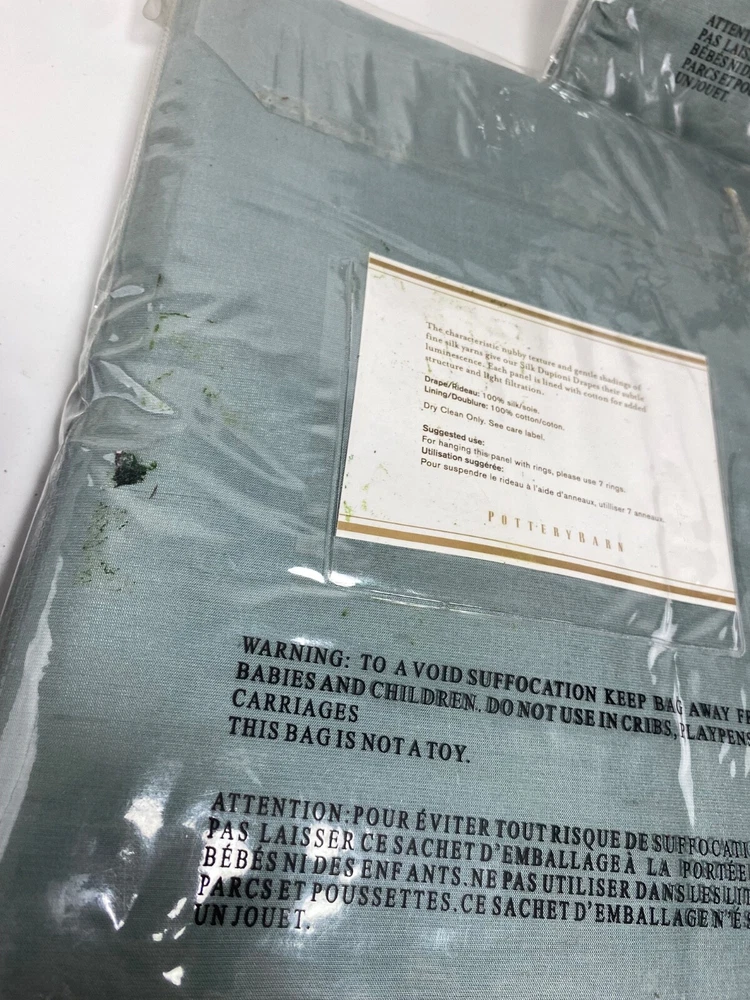 ATTENT
PAS LAIS
BÉBÉS NI D
PARCS ET PO
UN JOUET.
The characteristic nubby texture and gentle shadings of
fine silk yarns give our Silk Dupioni Drapes their subtle
luminescence. Each panel is lined with cotton for added
structure and light filtration.
Drape/Rideau: 100% silk/soie.
Lining/Doublure: 100% cotton/coton.
Dry Clean Only. See care label.
Suggested use:
For hanging this panel with rings, please use 7 rings.
Utilisation suggérée:
Pour suspendre le rideau à l'aide d'anneaux, utiliser 7 anneaux.
POTTERYBARN
WARNING: TO A VOID SUFFOCATION KEEP BAG AWAY FR
BABIES AND CHILDREN. DO NOT USE IN CRIBS, PLAYPENS
CARRIAGES
THIS BAG IS NOT A TOY.
ATTENTION:POUR ÉVITER TOUT RISQUE DE SUFFOCATI
PAS LAISSER CE SACHET D'EMBALLAGE À LA PORTÉE
BÉBÉS NI DES ENFANTS.NE PAS UTILISER DANS LES LIT
PARCS ET POUSSETTES.CE SACHET D'EMBALLAGE N'ES
UN JOUET.